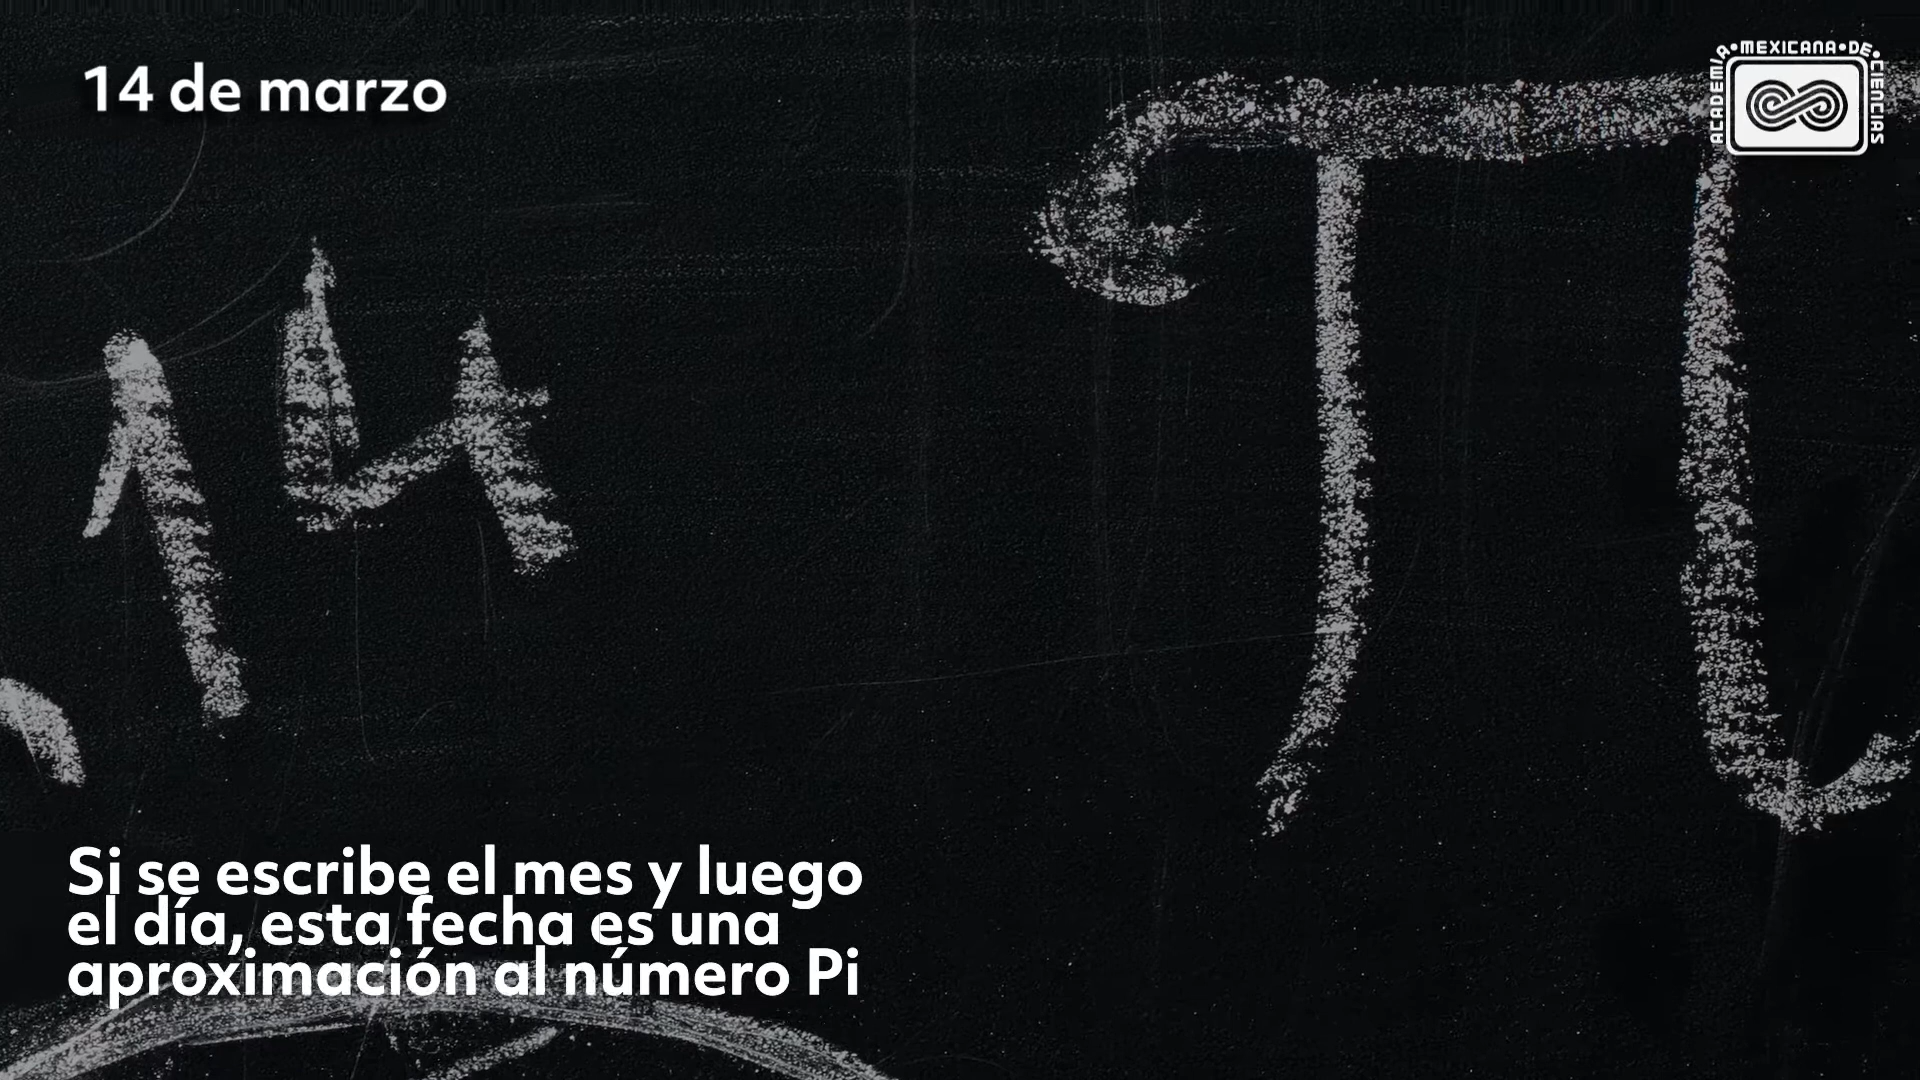 14 de marzo
ACADEMIA•MEXICANA•DE•CIENCIAS
14
π
Si se escribe el mes y luego
el día, esta fecha es una
aproximación al número Pi